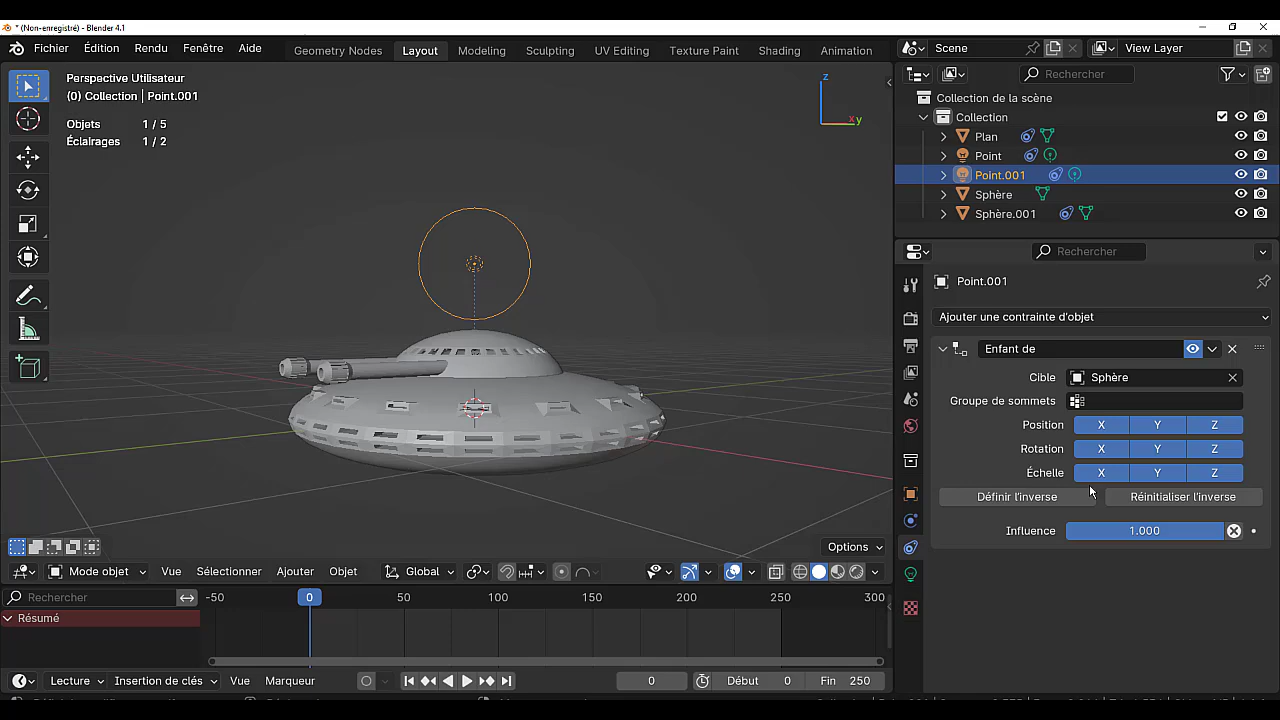 * (Non-enregistré) - Blender 4.1
Fichier Édition Rendu Fenêtre Aide Geometry Nodes Layout Modeling Sculpting UV Editing Texture Paint Shading Animation Scene View Layer
Perspective Utilisateur
(0) Collection | Point.001
Objets 1 / 5
Éclairages 1 / 2
z
x y
Rechercher
Collection de la scène
Collection
Plan
Point
Point.001
Sphère
Sphère.001
Rechercher
Point.001
Ajouter une contrainte d'objet
Enfant de
Cible Sphère
Groupe de sommets
Position X Y Z
Rotation X Y Z
Échelle X Y Z
Définir l'inverse Réinitialiser l'inverse
Influence 1.000
Options
Mode objet Vue Sélectionner Ajouter Objet Global
Rechercher -50 0 50 100 150 200 250 300
Résumé
Lecture Insertion de clés Vue Marqueur 0 Début 0 Fin 250